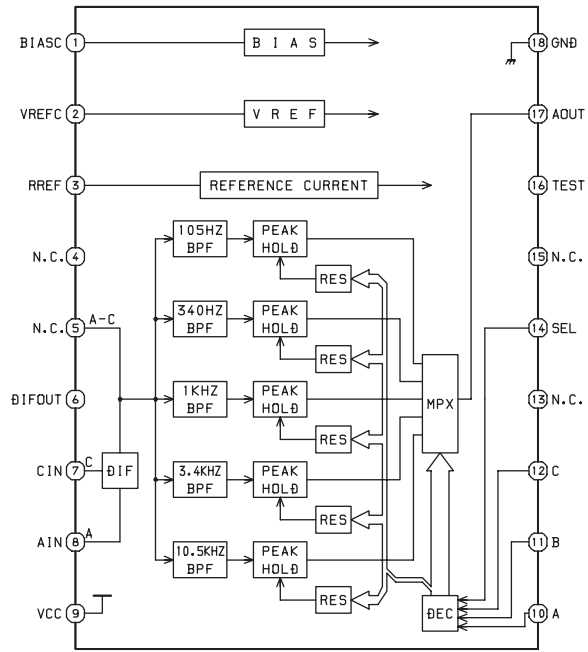 BIASC 1 BIAS 18 GND
VREFC 2 VREF 17 AOUT
RREF 3 REFERENCE CURRENT 16 TEST
105HZ BPF PEAK HOLD
N.C. 4 15 N.C.
RES
340HZ BPF PEAK HOLD
N.C. 5 A-C 14 SEL
RES
DIFOUT 6 1KHZ BPF PEAK HOLD MPX 13 N.C.
RES
CIN 7 C DIF 3.4KHZ BPF PEAK HOLD 12 C
RES
AIN 8 A 11 B
10.5KHZ BPF PEAK HOLD
RES
VCC 9 DEC 10 A